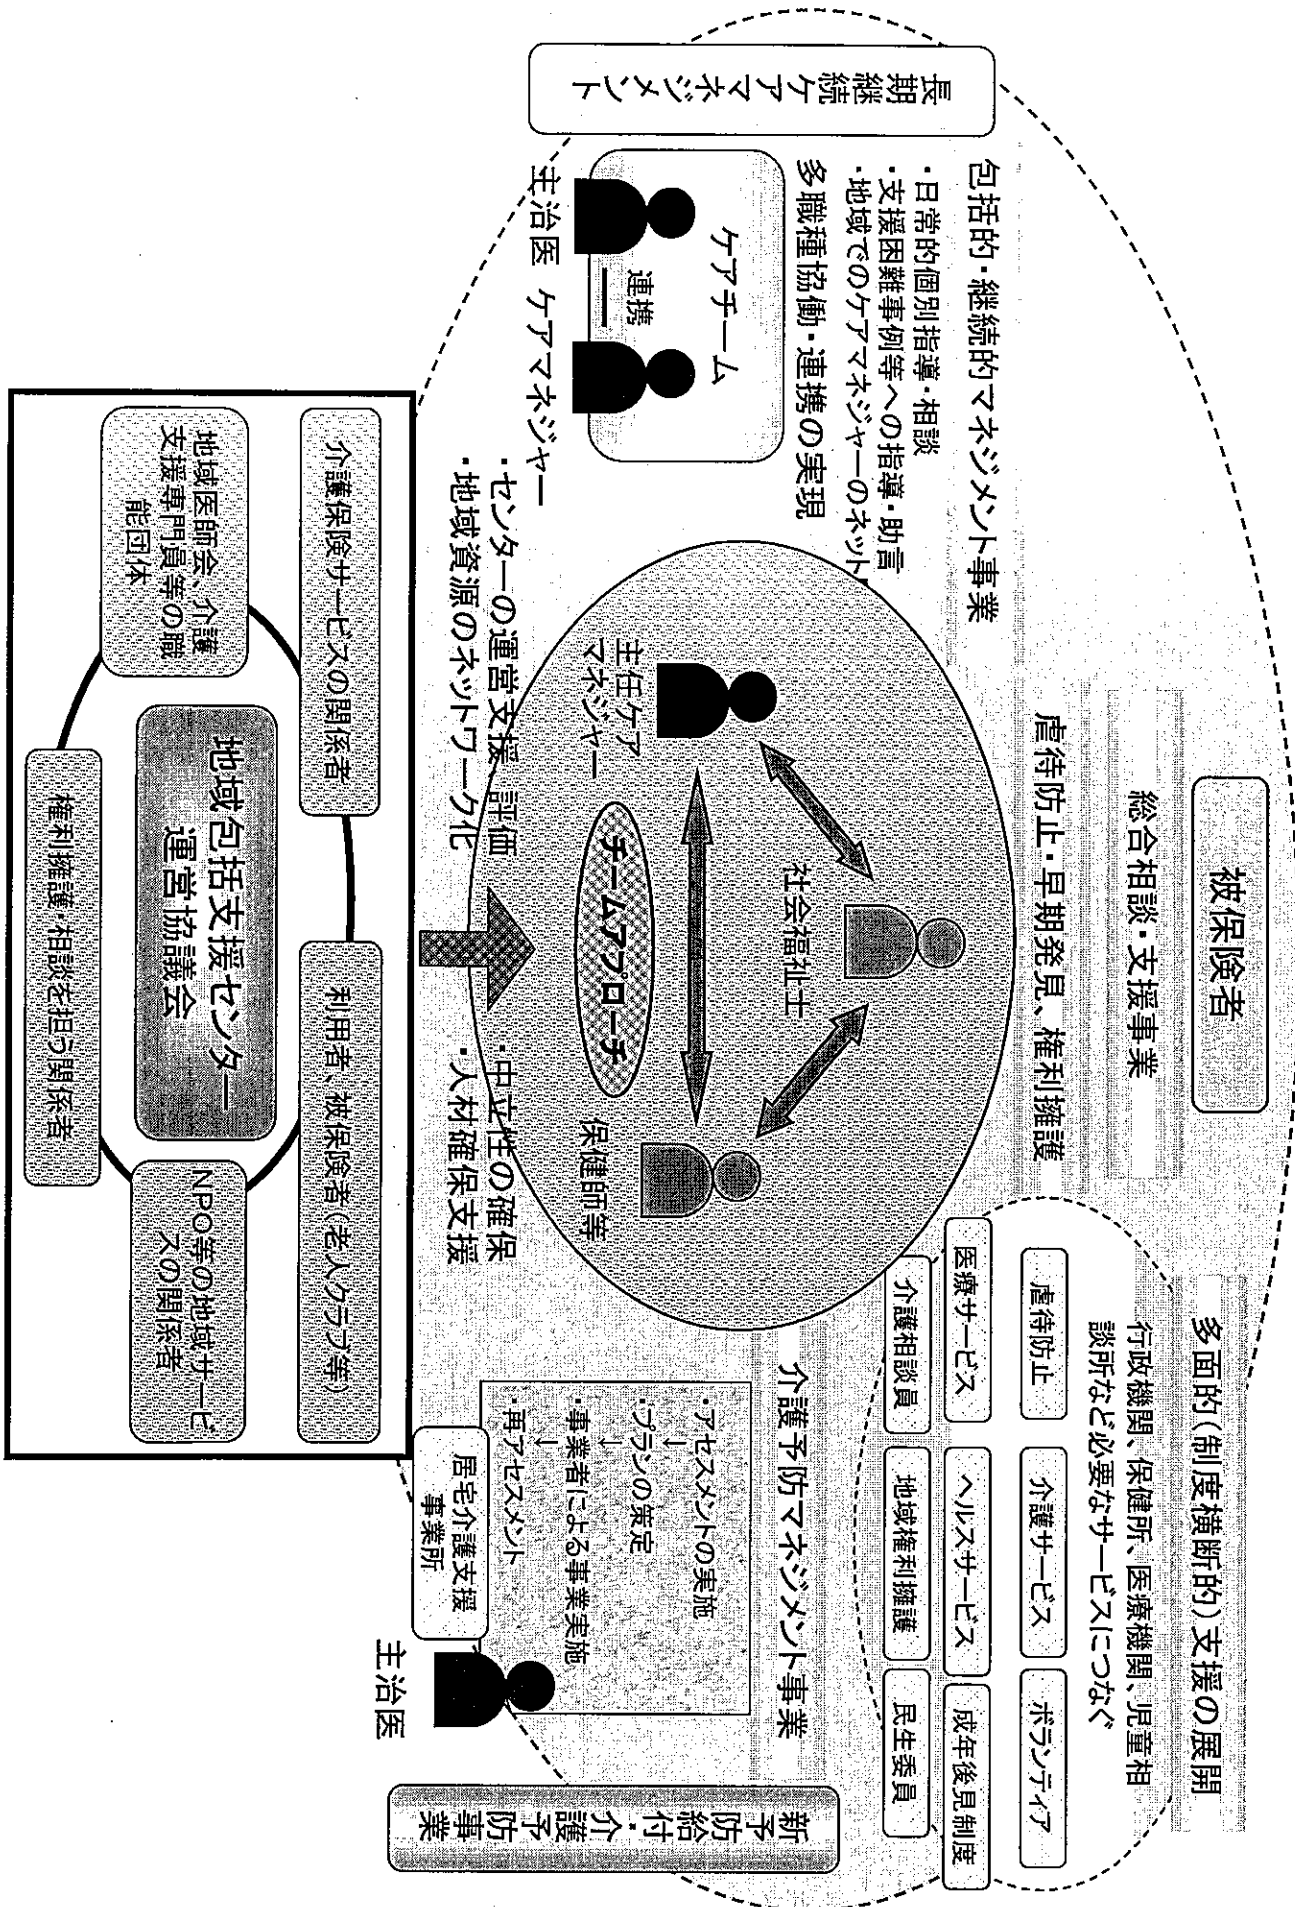 被保険者
総合相談・支援事業
虐待防止・早期発見、権利擁護
多面的(制度横断的)支援の展開
行政機関、保健所、医療機関、児童相
談所など必要なサービスにつなぐ
虐待防止
介護サービス
ボランティア
医療サービス
ヘルスサービス
成年後見制度
介護相談員
地域権利擁護
民生委員
包括的・継続的マネジメント事業
・日常的個別指導・相談
・支援困難事例等への指導・助言
・地域でのケアマネジャーのネット
多職種協働・連携の実現
長期継続ケアマネジメント
ケアチーム
連携
主治医
ケアマネジャー
社会福祉士
主任ケア
マネジャー
チームアプローチ
保健師等
介護予防マネジメント事業
・アセスメントの実施
↓
・プランの策定
↓
・事業者による事業実施
↓
・再アセスメント
居宅介護支援
事業所
主治医
新予防給付・介護予防事業
・センターの運営支援、評価
・地域資源のネットワーク化
・中立性の確保
・人材確保支援
介護保険サービスの関係者
利用者、被保険者(老人クラブ等)
地域医師会、介護
支援専門員等の職
能団体
地域包括支援センター
運営協議会
NPO等の地域サービ
スの関係者
権利擁護・相談を担う関係者